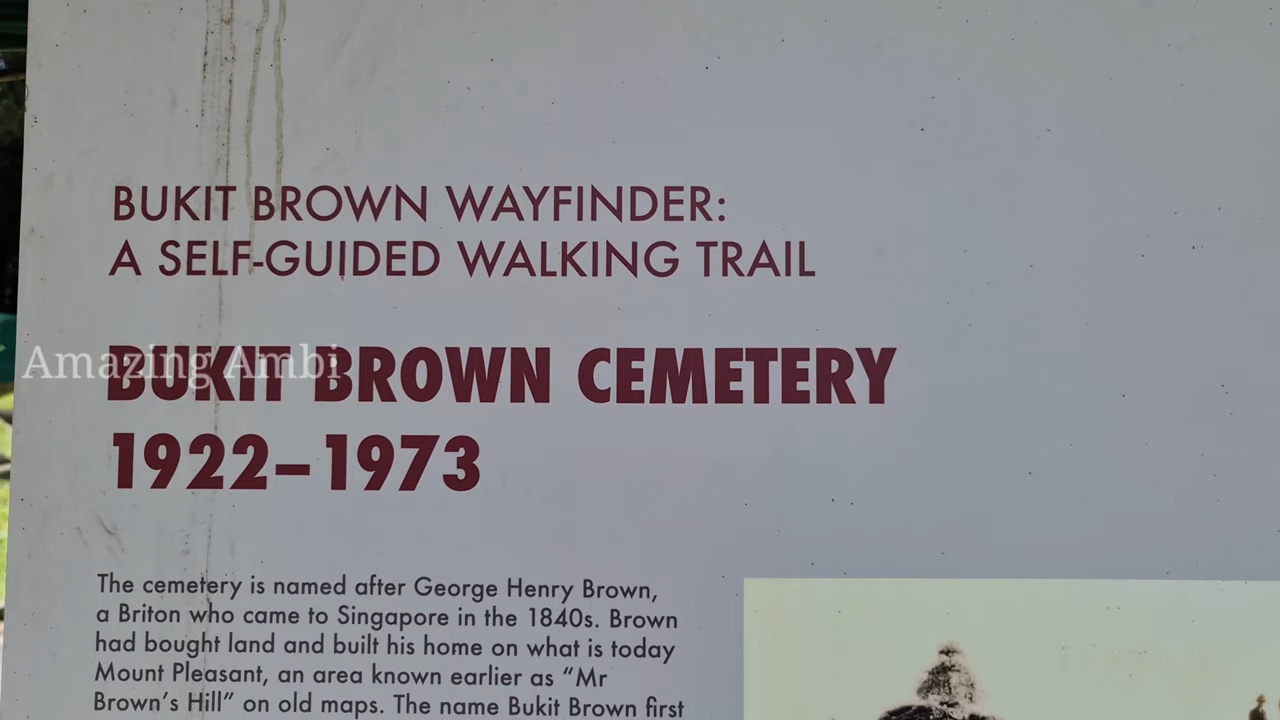 BUKIT BROWN WAYFINDER:
A SELF-GUIDED WALKING TRAIL
Amazing Ambi
BUKIT BROWN CEMETERY
1922–1973
The cemetery is named after George Henry Brown,
a Briton who came to Singapore in the 1840s. Brown
had bought land and built his home on what is today
Mount Pleasant, an area known earlier as “Mr
Brown’s Hill” on old maps. The name Bukit Brown first